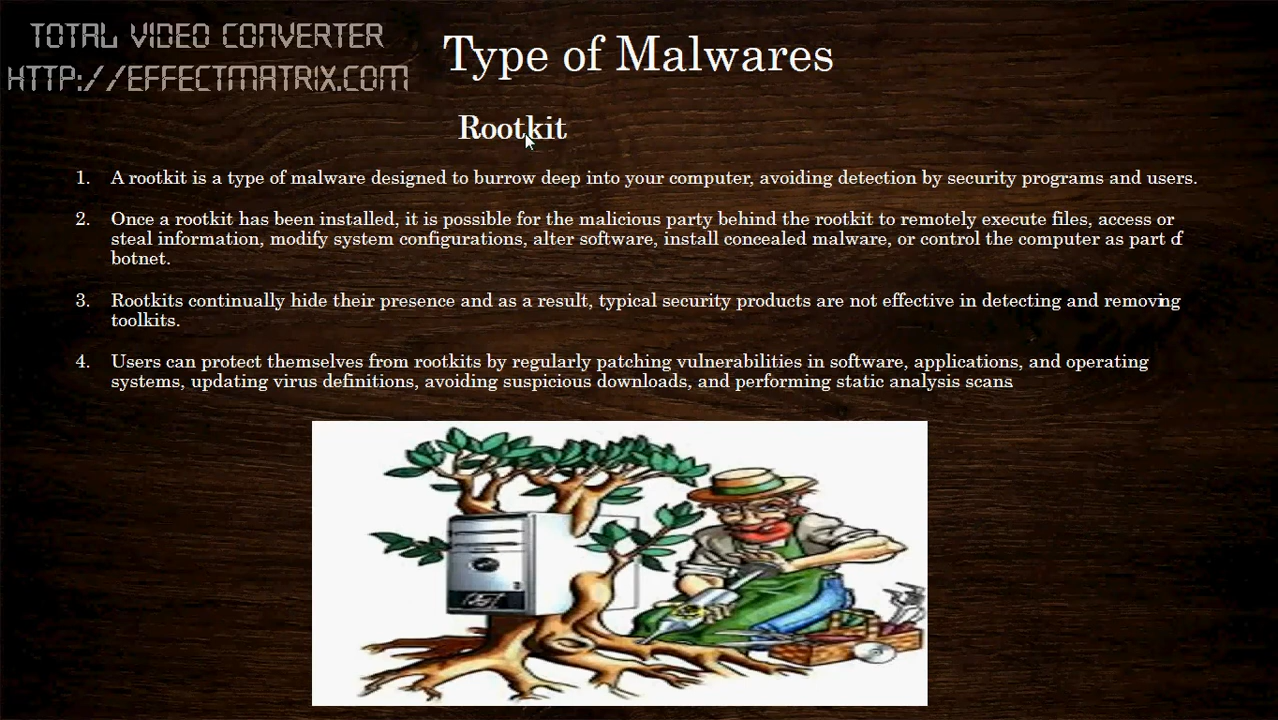 TOTAL VIDEO CONVERTER
HTTP://EFFECTMATRIX.COM
Type of Malwares
Rootkit
1. A rootkit is a type of malware designed to burrow deep into your computer, avoiding detection by security programs and users.
2. Once a rootkit has been installed, it is possible for the malicious party behind the rootkit to remotely execute files, access or
steal information, modify system configurations, alter software, install concealed malware, or control the computer as part of
botnet.
3. Rootkits continually hide their presence and as a result, typical security products are not effective in detecting and removing
toolkits.
4. Users can protect themselves from rootkits by regularly patching vulnerabilities in software, applications, and operating
systems, updating virus definitions, avoiding suspicious downloads, and performing static analysis scans